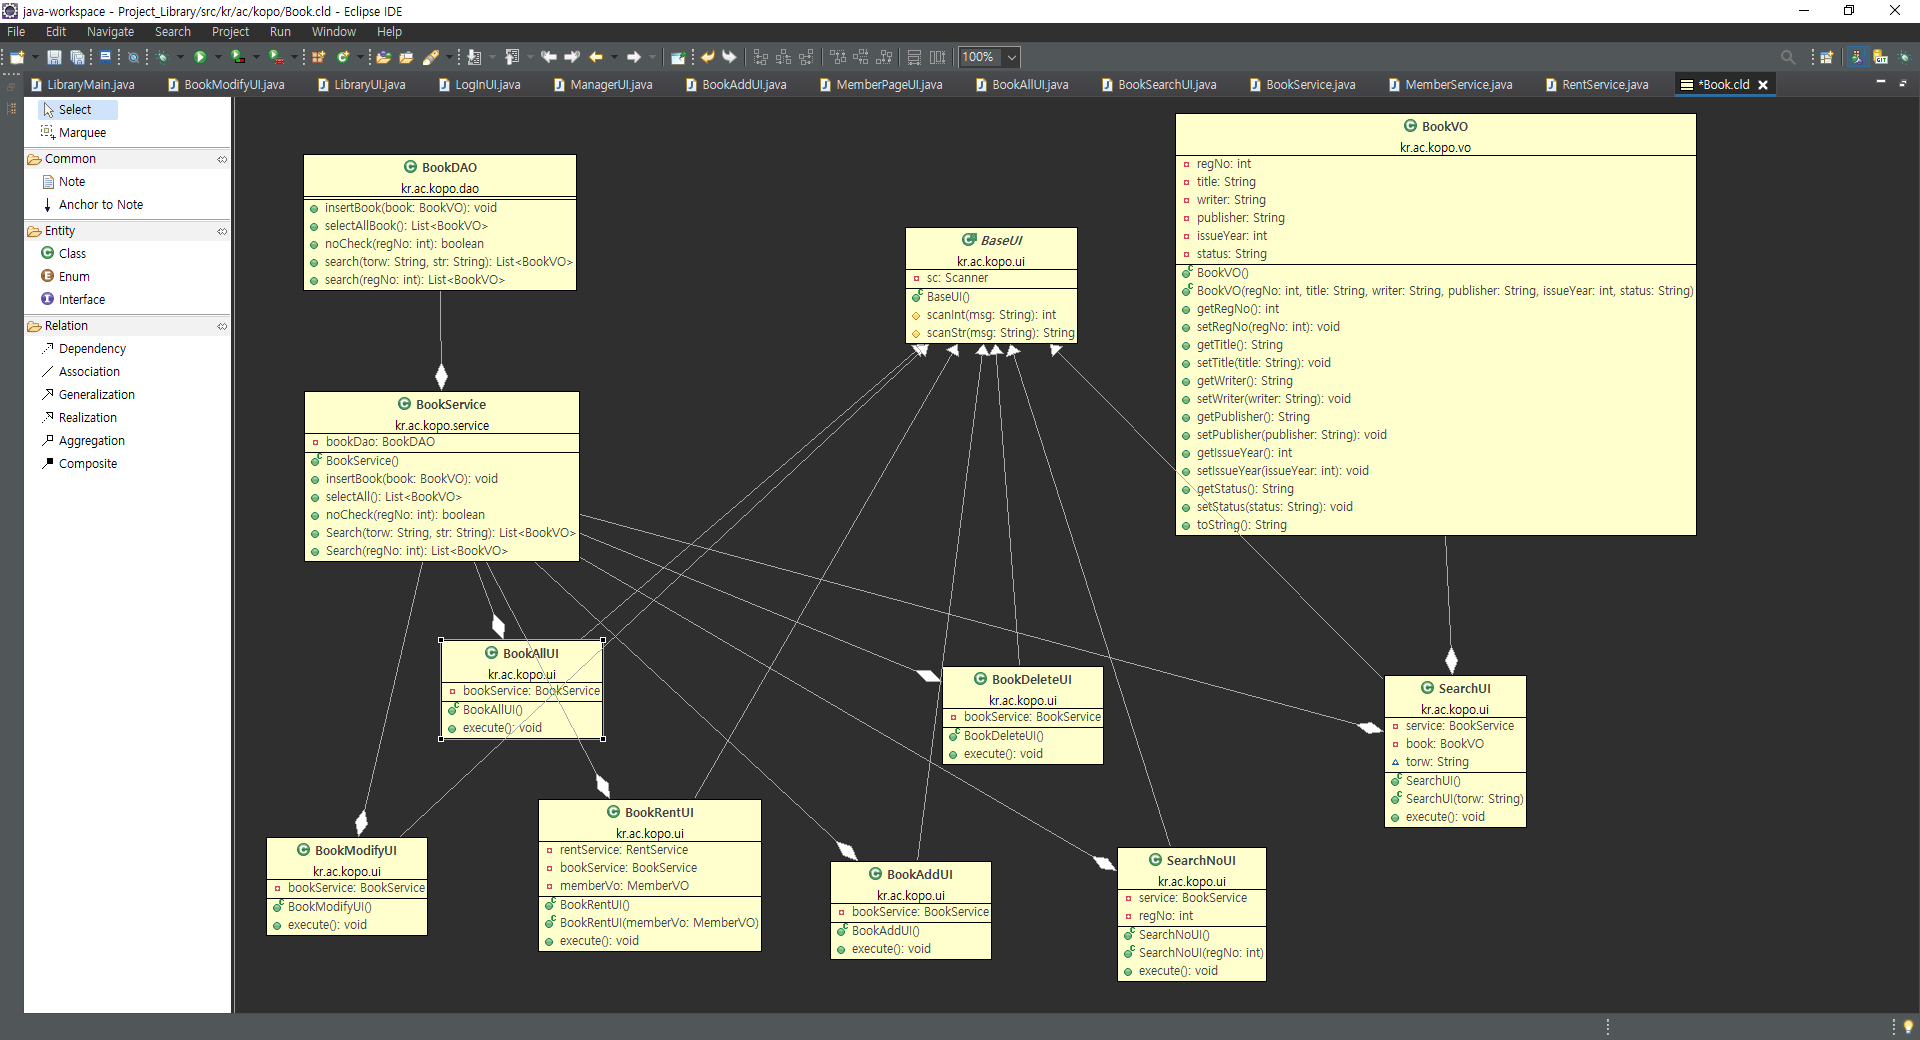 java-workspace - Project_Library/src/kr/ac/kopo/Book.cld - Eclipse IDE
File Edit Navigate Search Project Run Window Help
100%
LibraryMain.java BookModifyUI.java LibraryUI.java LogInUI.java ManagerUI.java BookAddUI.java MemberPageUI.java BookAllUI.java BookSearchUI.java BookService.java MemberService.java RentService.java *Book.cld
Select
Marquee
Common
Note
Anchor to Note
Entity
Class
Enum
Interface
Relation
Dependency
Association
Generalization
Realization
Aggregation
Composite
BookDAO
kr.ac.kopo.dao
insertBook(book: BookVO): void
selectAllBook(): List<BookVO>
noCheck(regNo: int): boolean
search(torw: String, str: String): List<BookVO>
search(regNo: int): List<BookVO>
BookService
kr.ac.kopo.service
bookDao: BookDAO
BookService()
insertBook(book: BookVO): void
selectAll(): List<BookVO>
noCheck(regNo: int): boolean
Search(torw: String, str: String): List<BookVO>
Search(regNo: int): List<BookVO>
BaseUI
kr.ac.kopo.ui
sc: Scanner
BaseUI()
scanInt(msg: String): int
scanStr(msg: String): String
BookVO
kr.ac.kopo.vo
regNo: int
title: String
writer: String
publisher: String
issueYear: int
status: String
BookVO()
BookVO(regNo: int, title: String, writer: String, publisher: String, issueYear: int, status: String)
getRegNo(): int
setRegNo(regNo: int): void
getTitle(): String
setTitle(title: String): void
getWriter(): String
setWriter(writer: String): void
getPublisher(): String
setPublisher(publisher: String): void
getIssueYear(): int
setIssueYear(issueYear: int): void
getStatus(): String
setStatus(status: String): void
toString(): String
BookAllUI
kr.ac.kopo.ui
bookService: BookService
BookAllUI()
execute(): void
BookDeleteUI
kr.ac.kopo.ui
bookService: BookService
BookDeleteUI()
execute(): void
SearchUI
kr.ac.kopo.ui
service: BookService
book: BookVO
torw: String
SearchUI()
SearchUI(torw: String)
execute(): void
BookModifyUI
kr.ac.kopo.ui
bookService: BookService
BookModifyUI()
execute(): void
BookRentUI
kr.ac.kopo.ui
rentService: RentService
bookService: BookService
memberVo: MemberVO
BookRentUI()
BookRentUI(memberVo: MemberVO)
execute(): void
BookAddUI
kr.ac.kopo.ui
bookService: BookService
BookAddUI()
execute(): void
SearchNoUI
kr.ac.kopo.ui
service: BookService
regNo: int
SearchNoUI()
SearchNoUI(regNo: int)
execute(): void